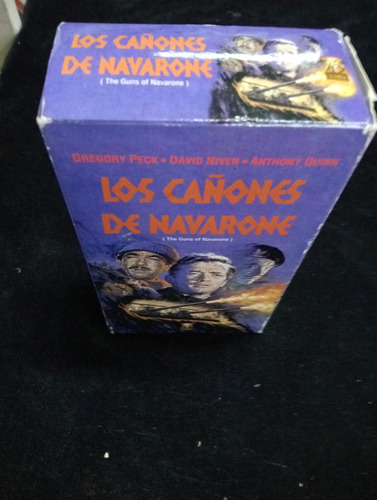 LOS CAÑONES
DE NAVARONE
( The Guns of Navarone )
GREGORY PECK • DAVID NIVEN • ANTHONY QUINN
LOS CAÑONES
DE NAVARONE
( The Guns of Navarone )